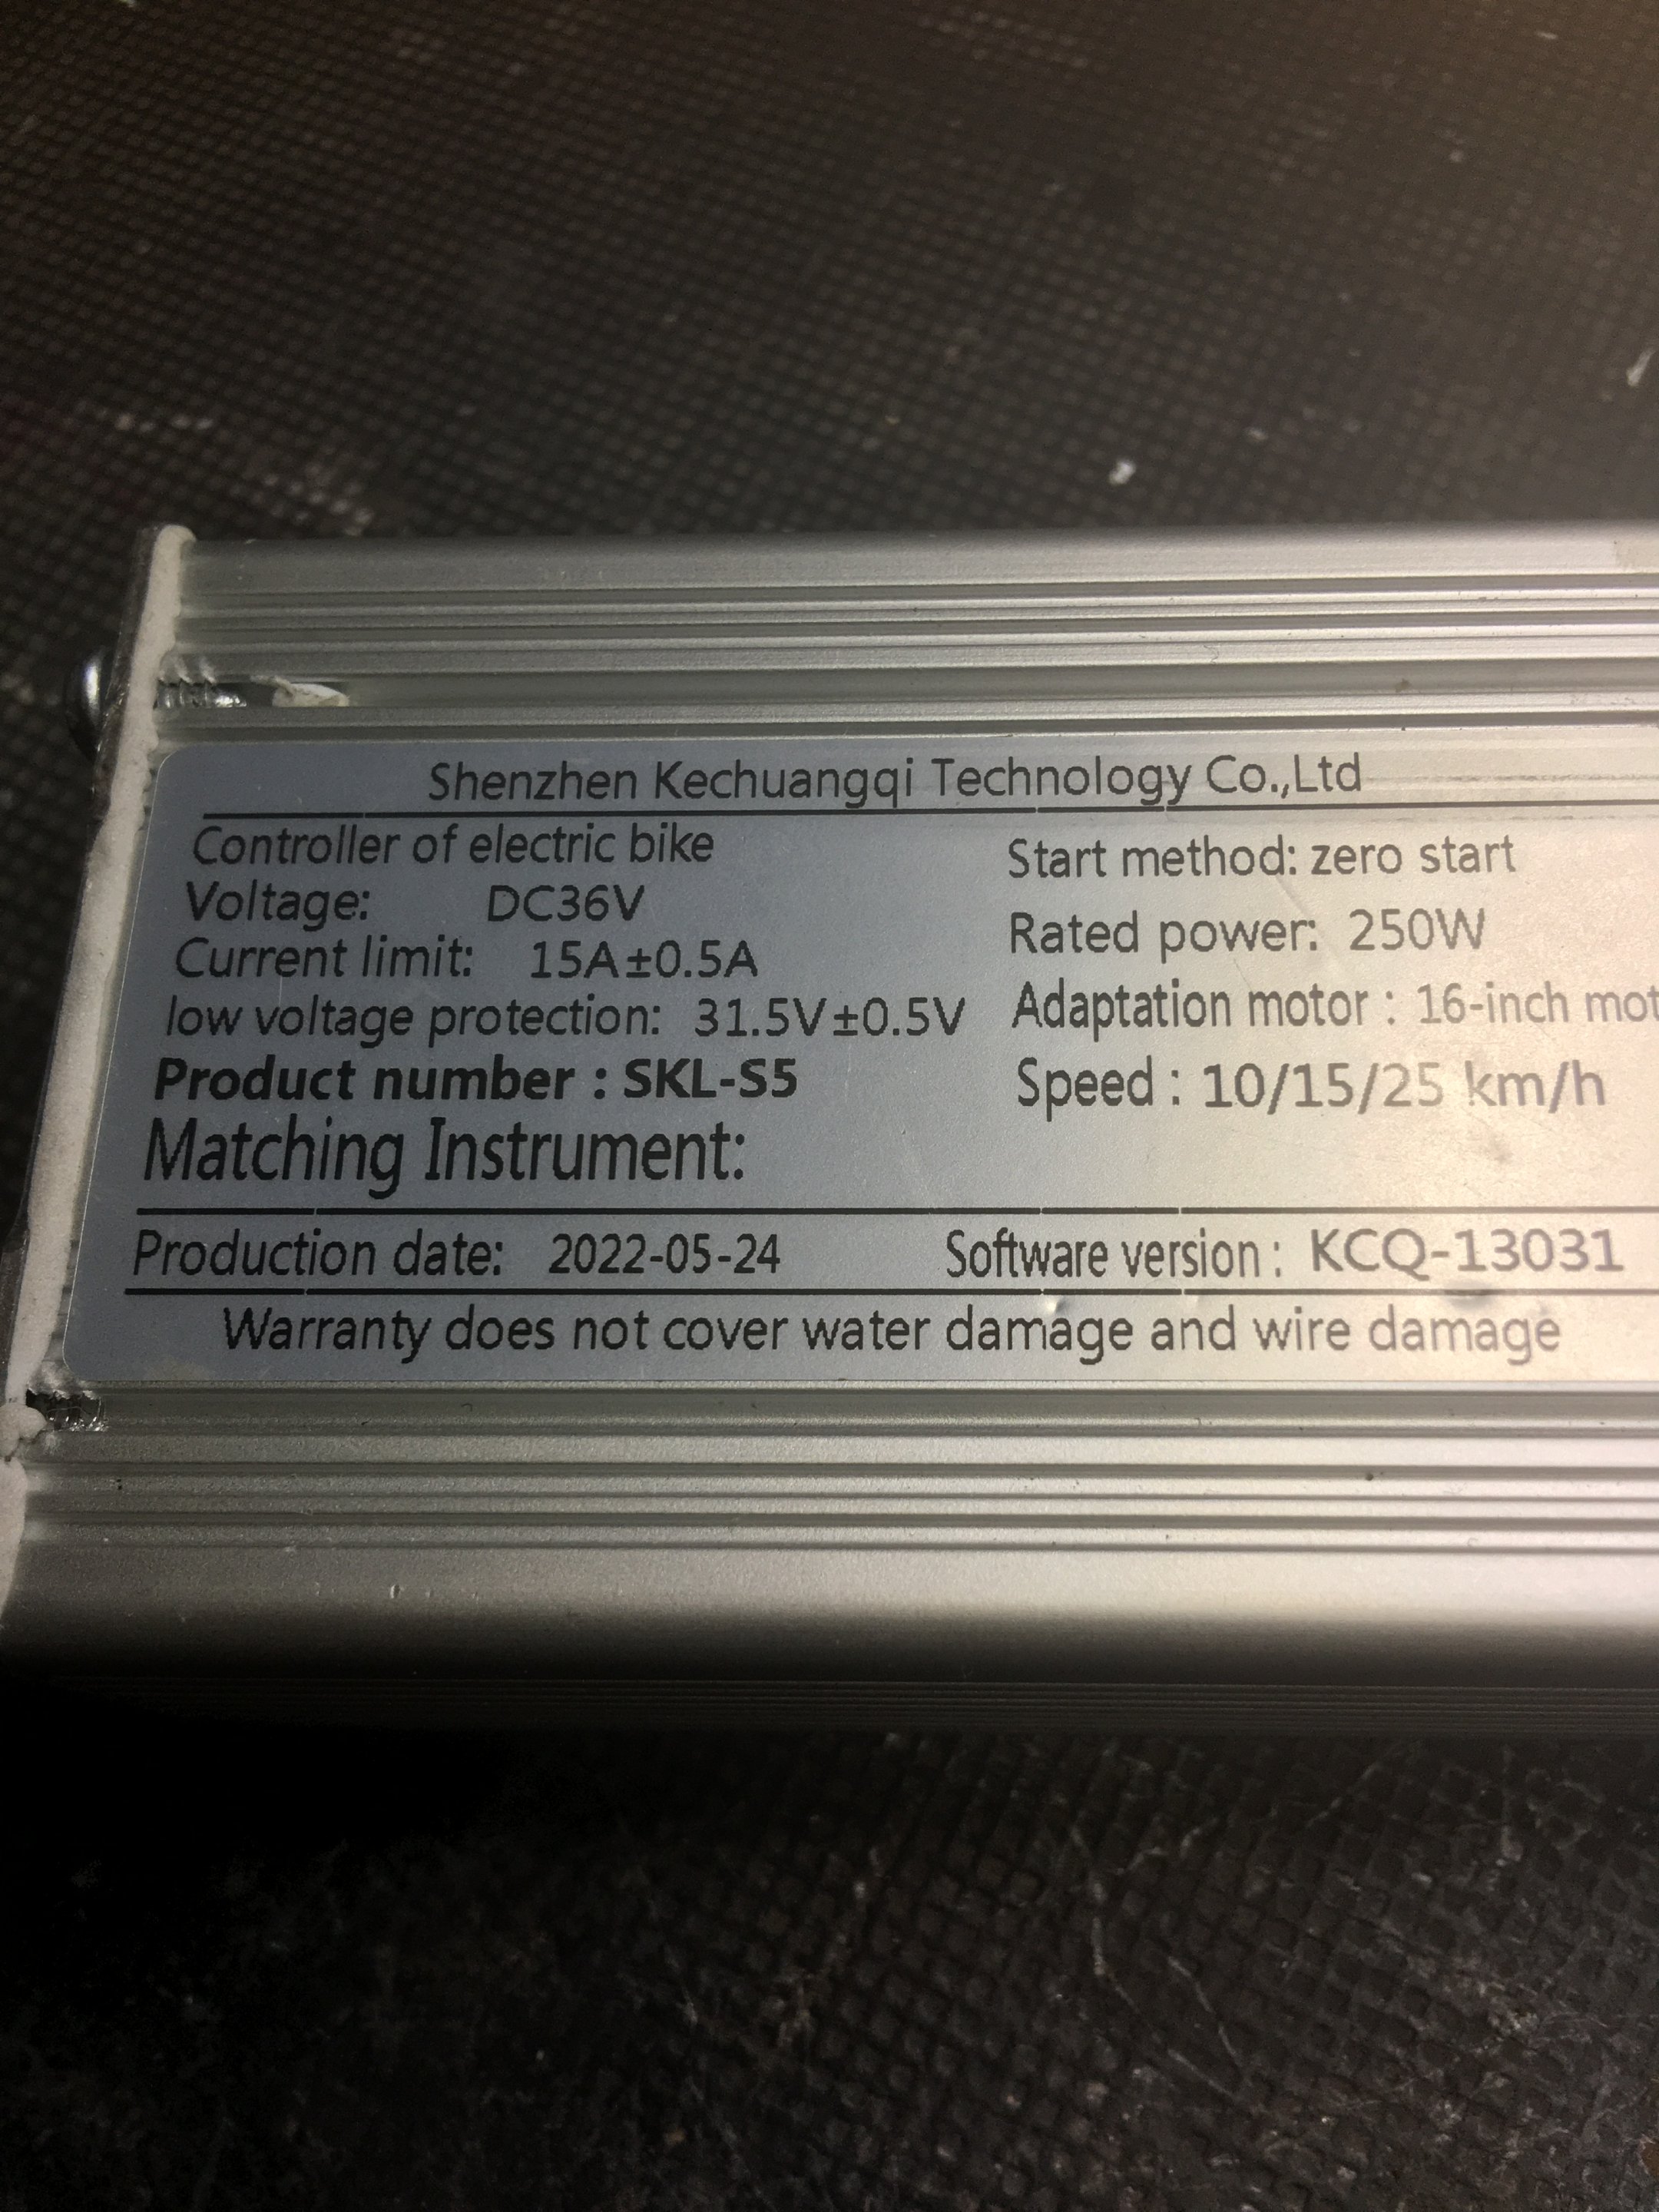 Shenzhen Kechuangqi Technology Co.,Ltd
Controller of electric bike
Voltage: DC36V
Current limit: 15A±0.5A
low voltage protection: 31.5V±0.5V
Product number : SKL-S5
Matching Instrument:
Start method: zero start
Rated power: 250W
Adaptation motor : 16-inch
Speed : 10/15/25 km/h
Production date: 2022-05-24 Software version : KCQ-13031
Warranty does not cover water damage and wire damage